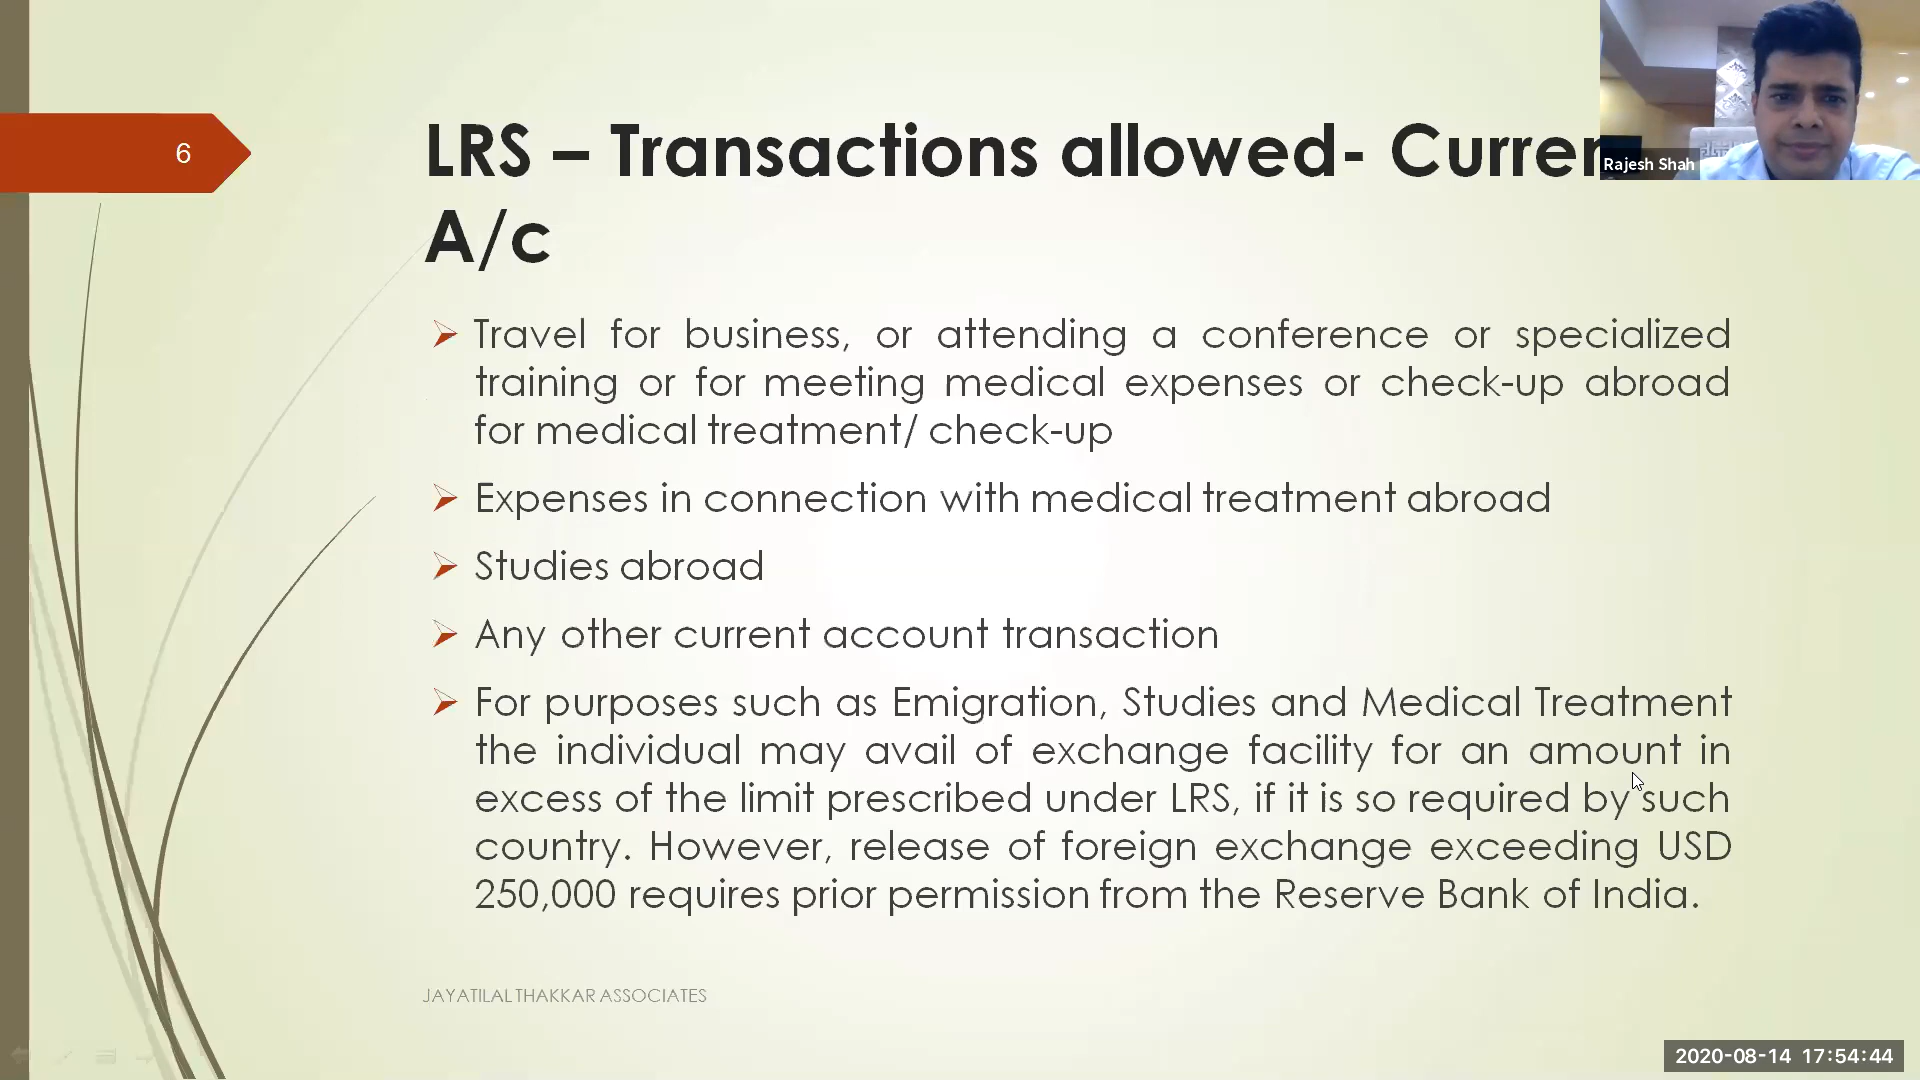 6
LRS – Transactions allowed- Curren
Rajesh Shah
A/c
Travel for business, or attending a conference or specialized
training or for meeting medical expenses or check-up abroad
for medical treatment/ check-up
Expenses in connection with medical treatment abroad
Studies abroad
Any other current account transaction
For purposes such as Emigration, Studies and Medical Treatment
the individual may avail of exchange facility for an amount in
excess of the limit prescribed under LRS, if it is so required by such
country. However, release of foreign exchange exceeding USD
250,000 requires prior permission from the Reserve Bank of India.
JAYATILAL THAKKAR ASSOCIATES
2020-08-14 17:54:44